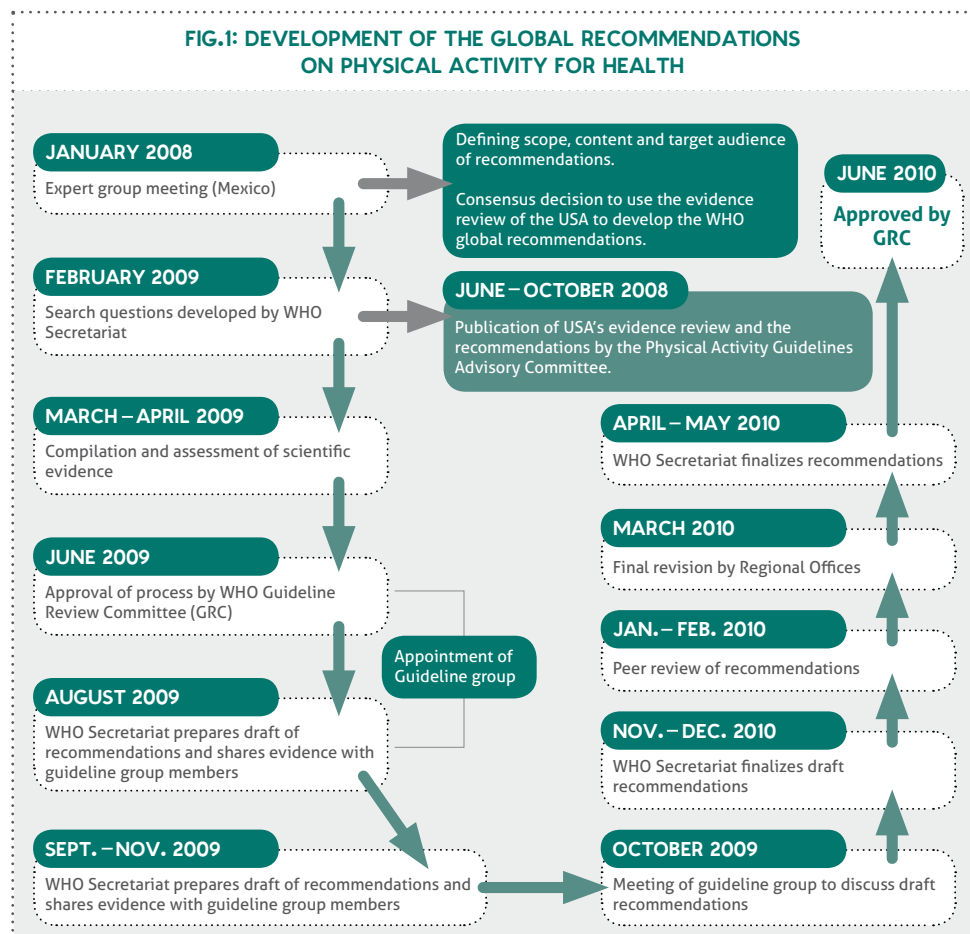 FIG.1: DEVELOPMENT OF THE GLOBAL RECOMMENDATIONS
ON PHYSICAL ACTIVITY FOR HEALTH
JANUARY 2008
Expert group meeting (Mexico)
Defining scope, content and target audience
of recommendations.
Consensus decision to use the evidence
review of the USA to develop the WHO
global recommendations.
FEBRUARY 2009
Search questions developed by WHO
Secretariat
JUNE – OCTOBER 2008
Publication of USA's evidence review and the
recommendations by the Physical Activity Guidelines
Advisory Committee.
MARCH – APRIL 2009
Compilation and assessment of scientific
evidence
JUNE 2009
Approval of process by WHO Guideline
Review Committee (GRC)
Appointment of
Guideline group
AUGUST 2009
WHO Secretariat prepares draft of
recommendations and shares evidence with
guideline group members
SEPT. – NOV. 2009
WHO Secretariat prepares draft of recommendations and
shares evidence with guideline group members
OCTOBER 2009
Meeting of guideline group to discuss draft
recommendations
NOV. – DEC. 2010
WHO Secretariat finalizes draft
recommendations
JAN. – FEB. 2010
Peer review of recommendations
MARCH 2010
Final revision by Regional Offices
APRIL – MAY 2010
WHO Secretariat finalizes recommendations
JUNE 2010
Approved by
GRC